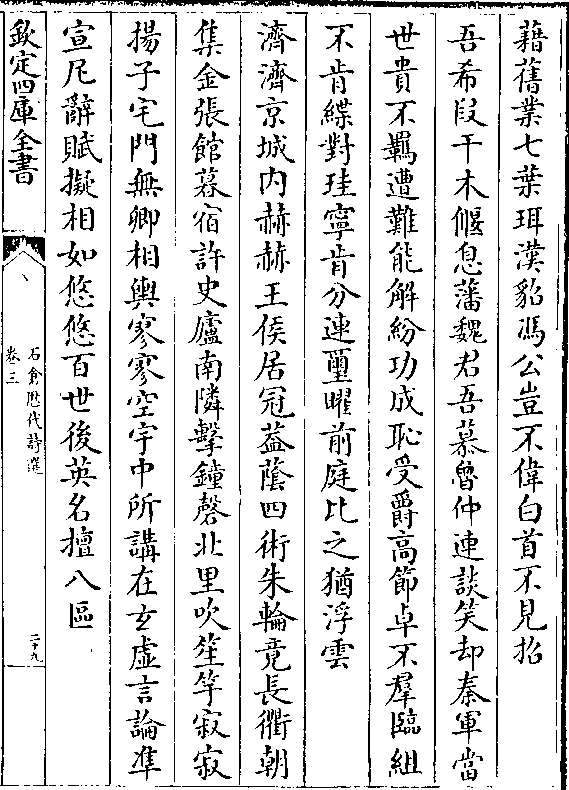 藉舊業七葉珥漢貂馮公豈不偉白首不見招
吾希段干木偃息藩魏君吾慕魯仲連談笑却秦軍當
世貴不羈遭難能解紛功成恥受爵高節卓不羣臨組
不肯緤對珪寧肯分連璽曜前庭比之猶浮雲
濟濟京城内赫赫王侯居冠蓋蔭四術朱輪竟長衢朝
集金張館暮宿許史廬南隣擊鐘磬北里吹笙竽寂寂
揚子宅門無卿相輿寥寥空宇中所講在玄虛言論準
宣尼辭賦擬相如悠悠百世後英名擅八區
欽定四庫全書
石倉歷代詩選
卷三
二十九